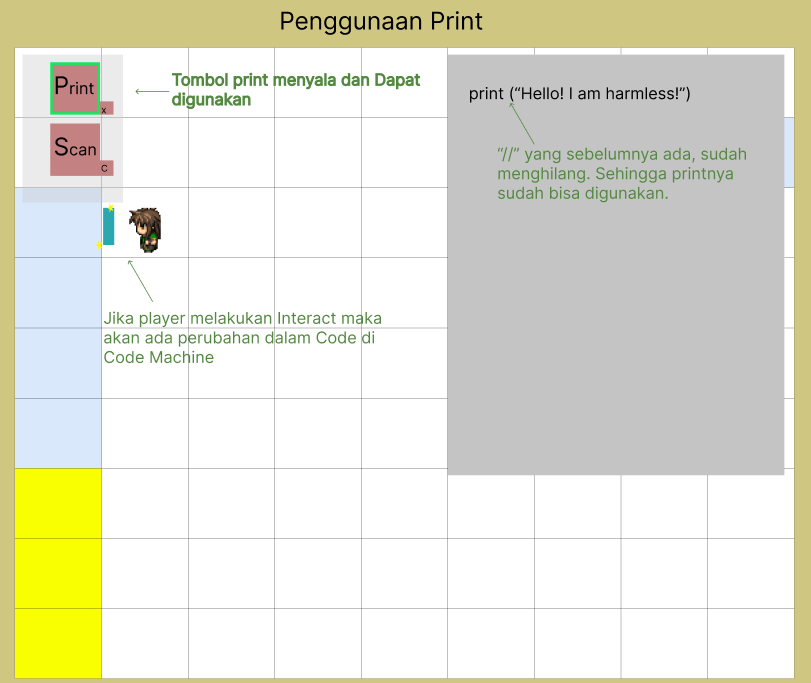 Penggunaan Print
Print
x
Tombol print menyala dan Dapat
digunakan
Scan
C
print (“Hello! I am harmless!”)
“//” yang sebelumnya ada, sudah
menghilang. Sehingga printnya
sudah bisa digunakan.
Jika player melakukan Interact maka
akan ada perubahan dalam Code di
Code Machine